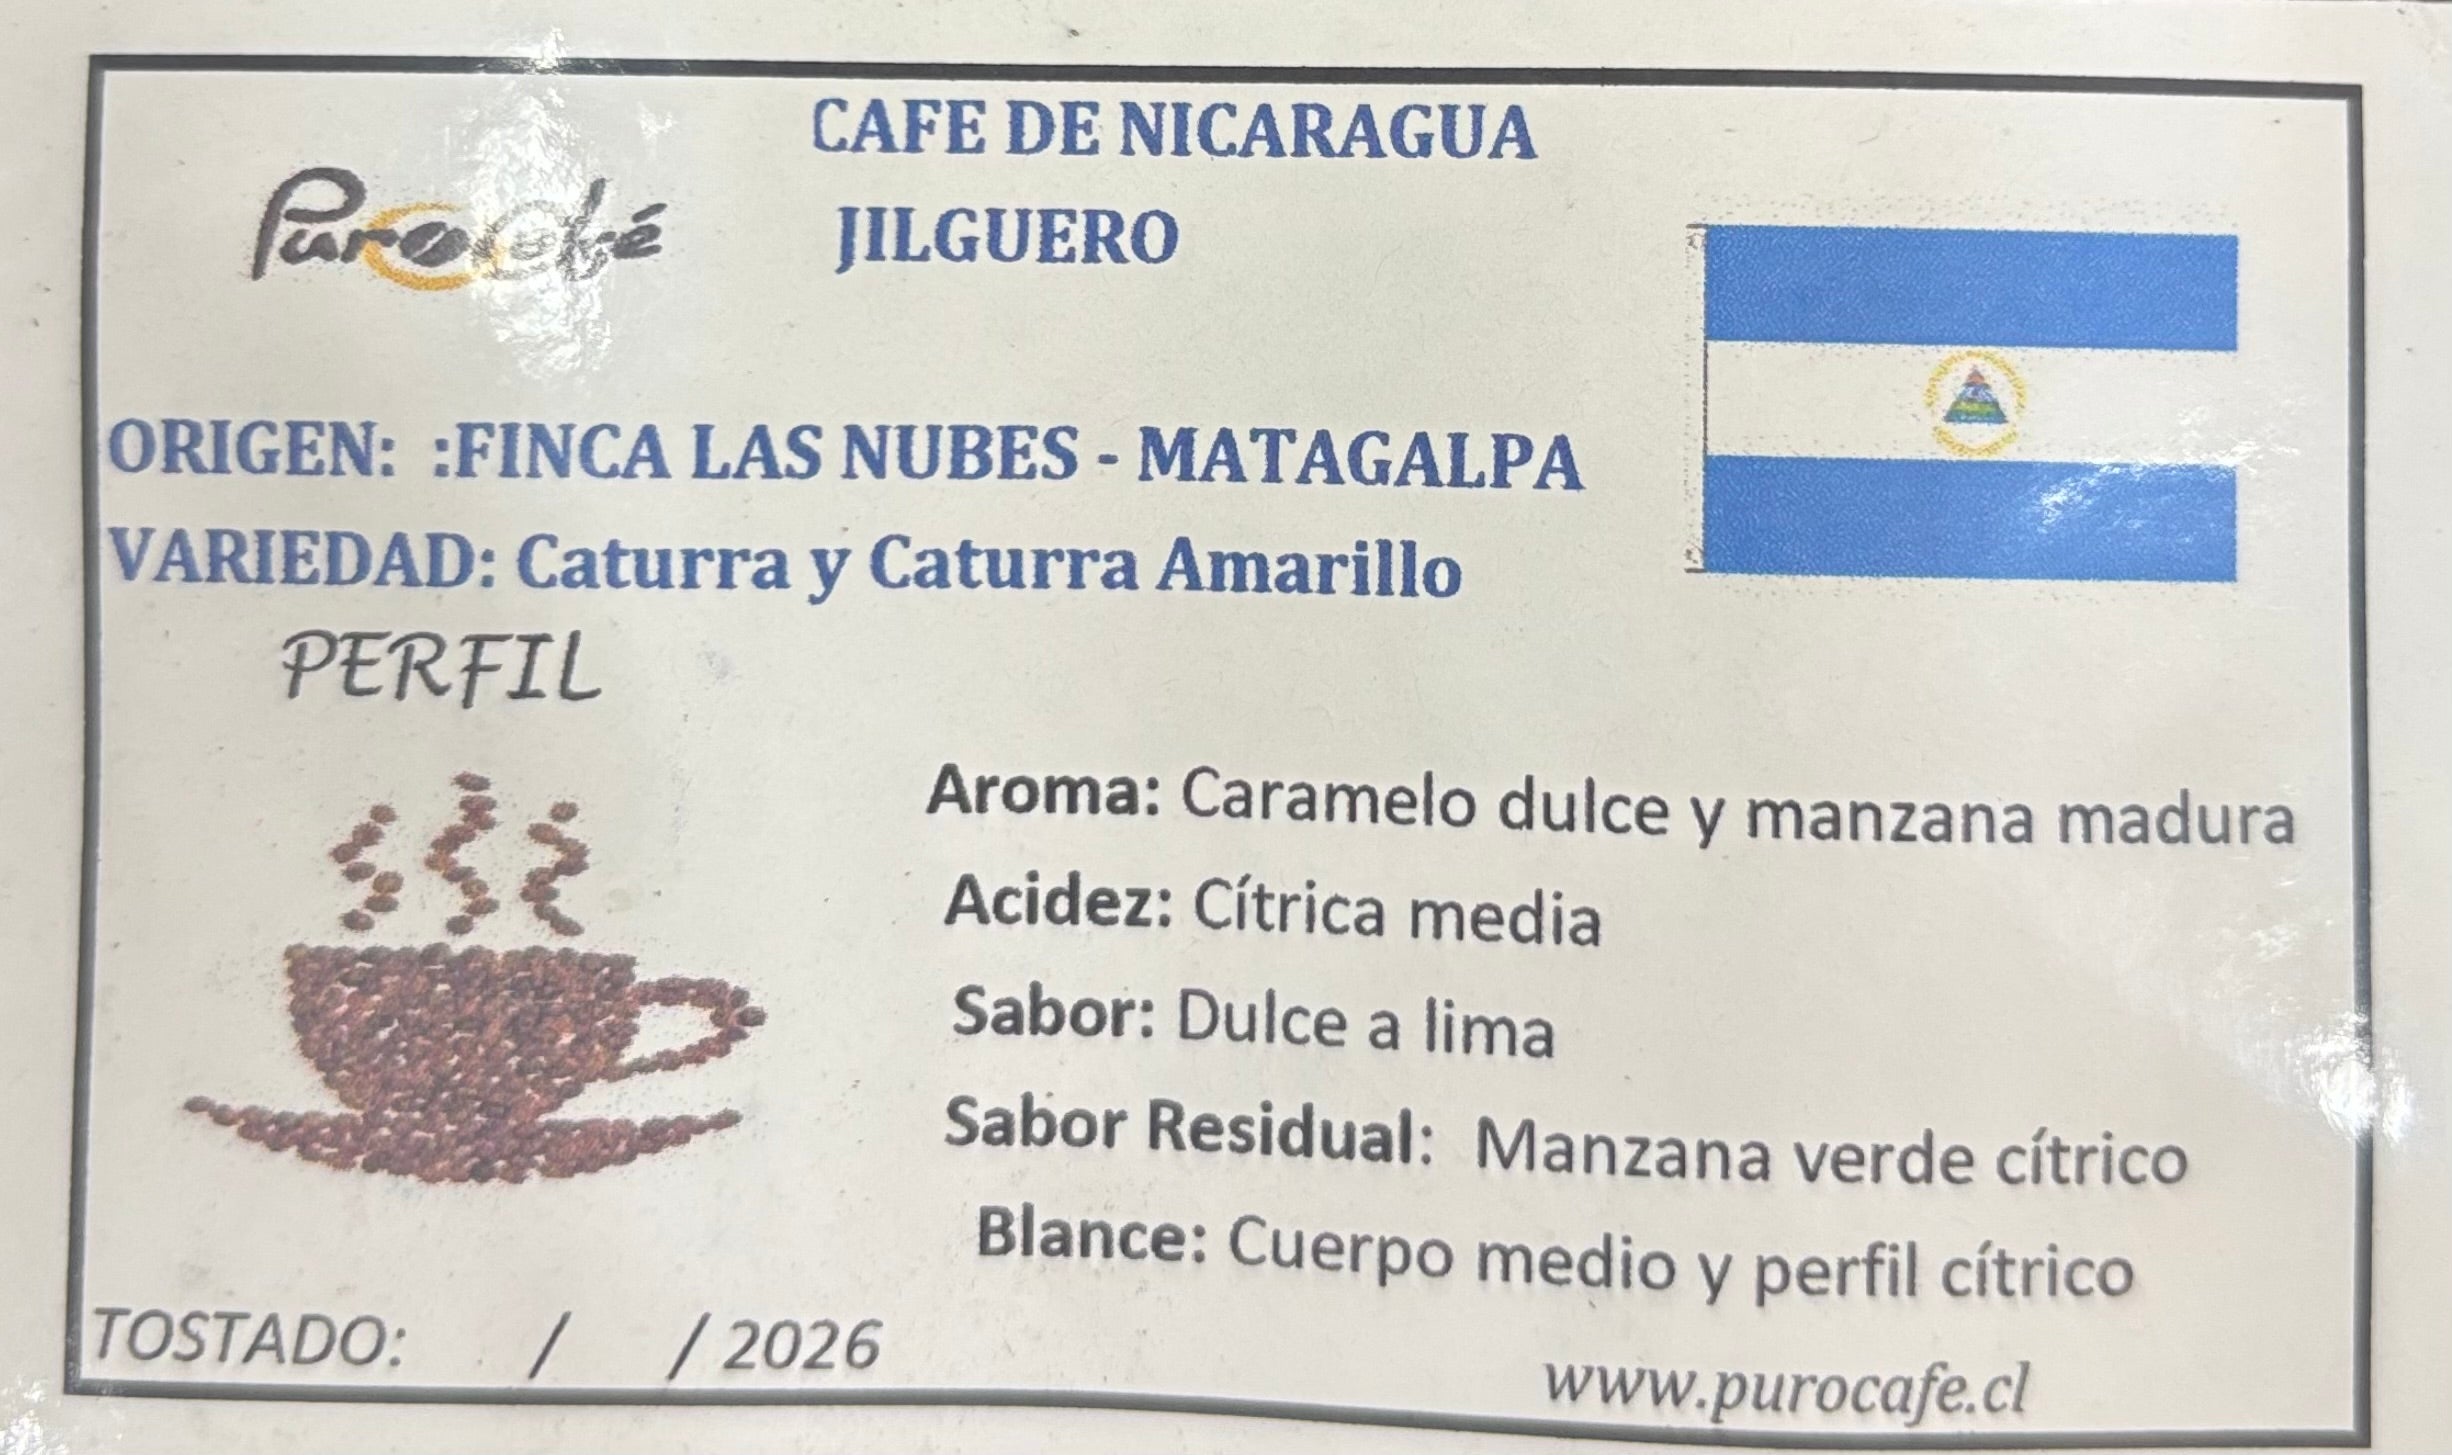 CAFE DE NICARAGUA
PuroCafé
JILGUERO
ORIGEN: :FINCA LAS NUBES - MATAGALPA
VARIEDAD: Caturra y Caturra Amarillo
PERFIL
Aroma: Caramelo dulce y manzana madura
Acidez: Cítrica media
Sabor: Dulce a lima
Sabor Residual: Manzana verde cítrico
Blance: Cuerpo medio y perfil cítrico
TOSTADO: / / 2026
www.purocafe.cl